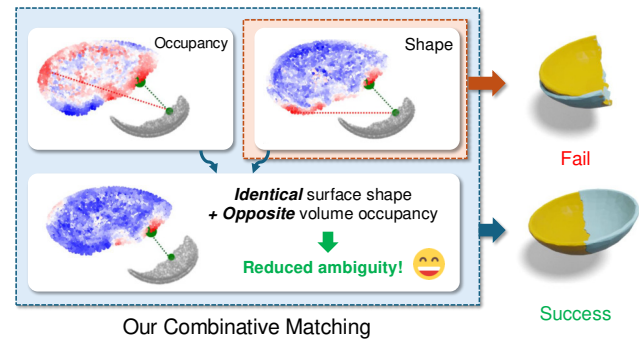 Occupancy
Shape
Fail
Identical surface shape
+ Opposite volume occupancy
Reduced ambiguity!
Success
Our Combinative Matching